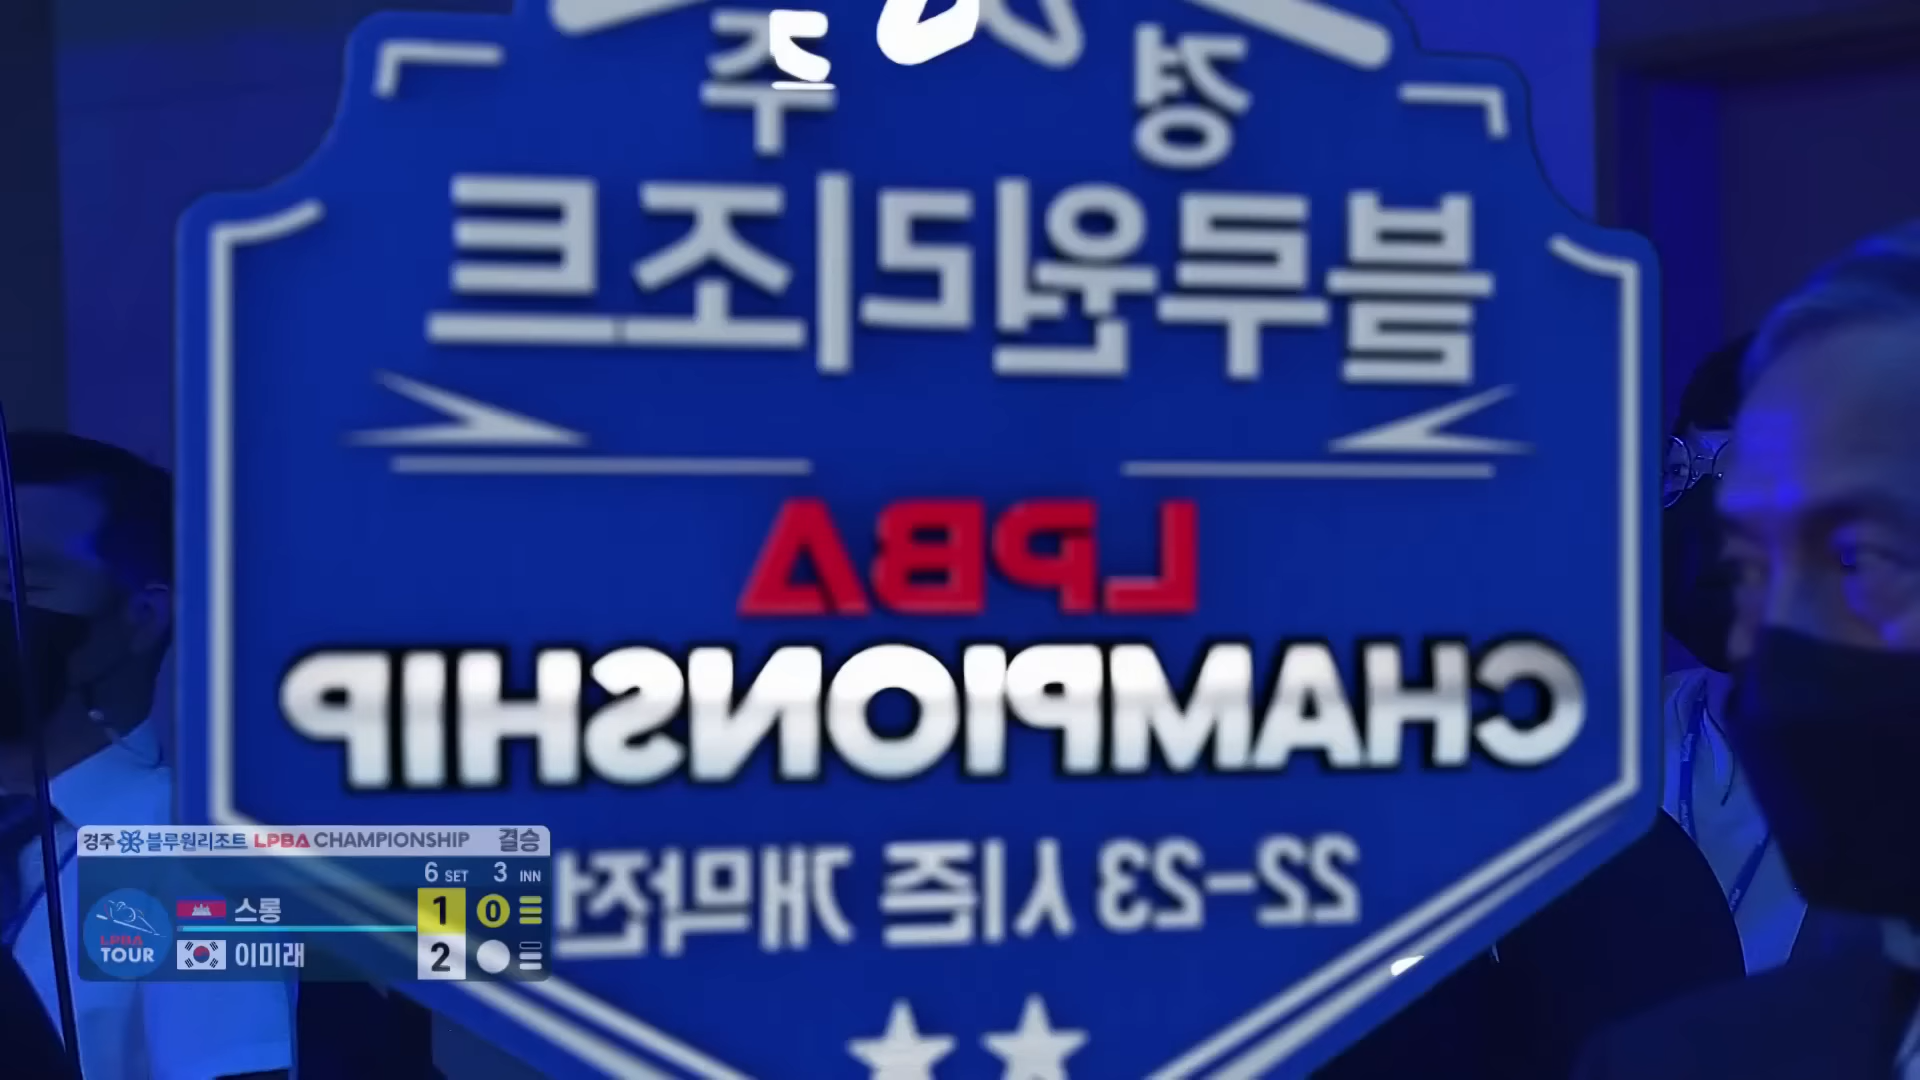 경 주
블루원리조트
LPBA
CHAMPIONSHIP
22-23 시즌 개막전
경주 블루원리조트 LPBA CHAMPIONSHIP 결승
6 SET 3 INN
스롱 1 0
이미래 2
LPBA
TOUR